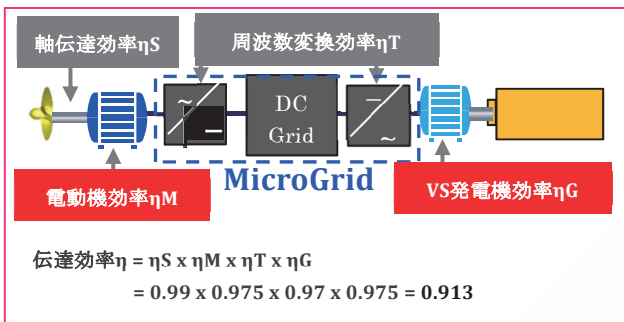 軸伝達効率ηS
周波数変換効率ηT
~
DC
Grid
~
MicroGrid
電動機効率ηM
VS発電機効率ηG
伝達効率η = ηS x ηM x ηT x ηG
= 0.99 x 0.975 x 0.97 x 0.975 = 0.913